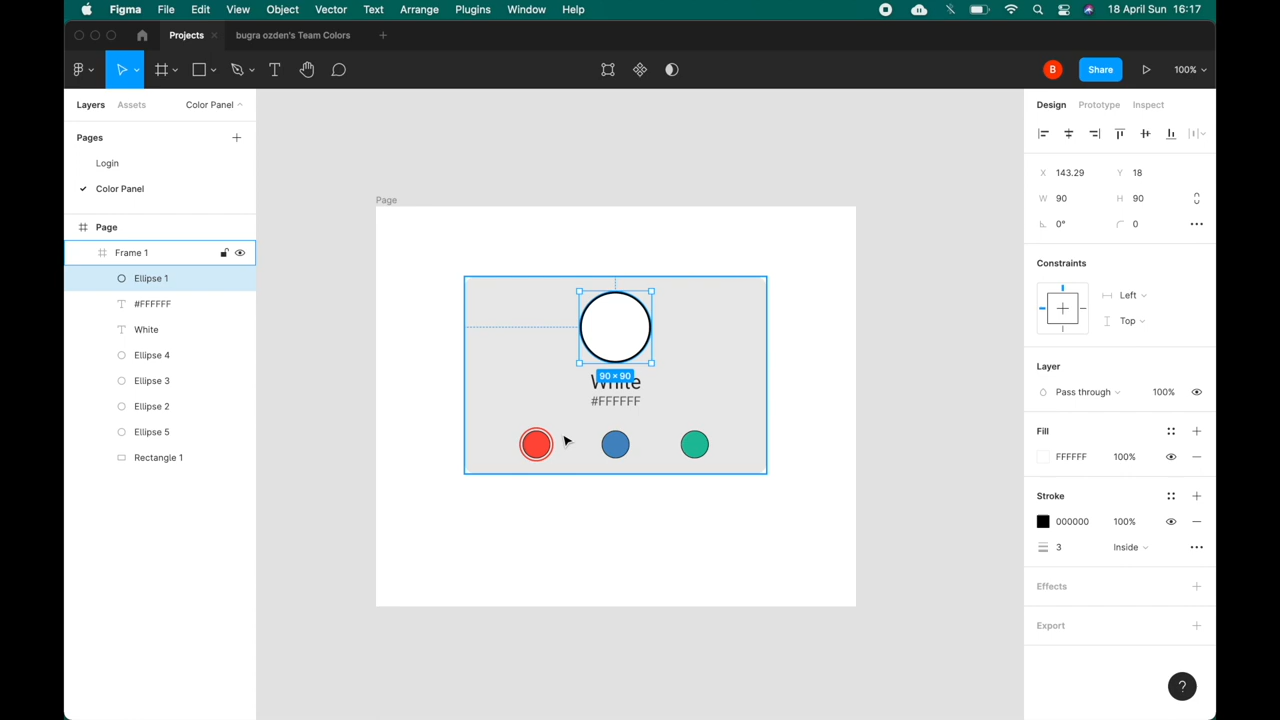 Figma File Edit View Object Vector Text Arrange Plugins Window Help 18 April Sun 16:17
Projects bugra ozden's Team Colors
B Share 100%
Layers Assets Color Panel
Pages
Login
Color Panel
Page
Frame 1
Ellipse 1
#FFFFFF
White
Ellipse 4
Ellipse 3
Ellipse 2
Ellipse 5
Rectangle 1
Page
90 × 90
White
#FFFFFF
Design Prototype Inspect
X 143.29 Y 18
W 90 H 90
0° 0
Constraints
Left
Top
Layer
Pass through 100%
Fill
FFFFFF 100%
Stroke
000000 100%
3 Inside
Effects
Export
?